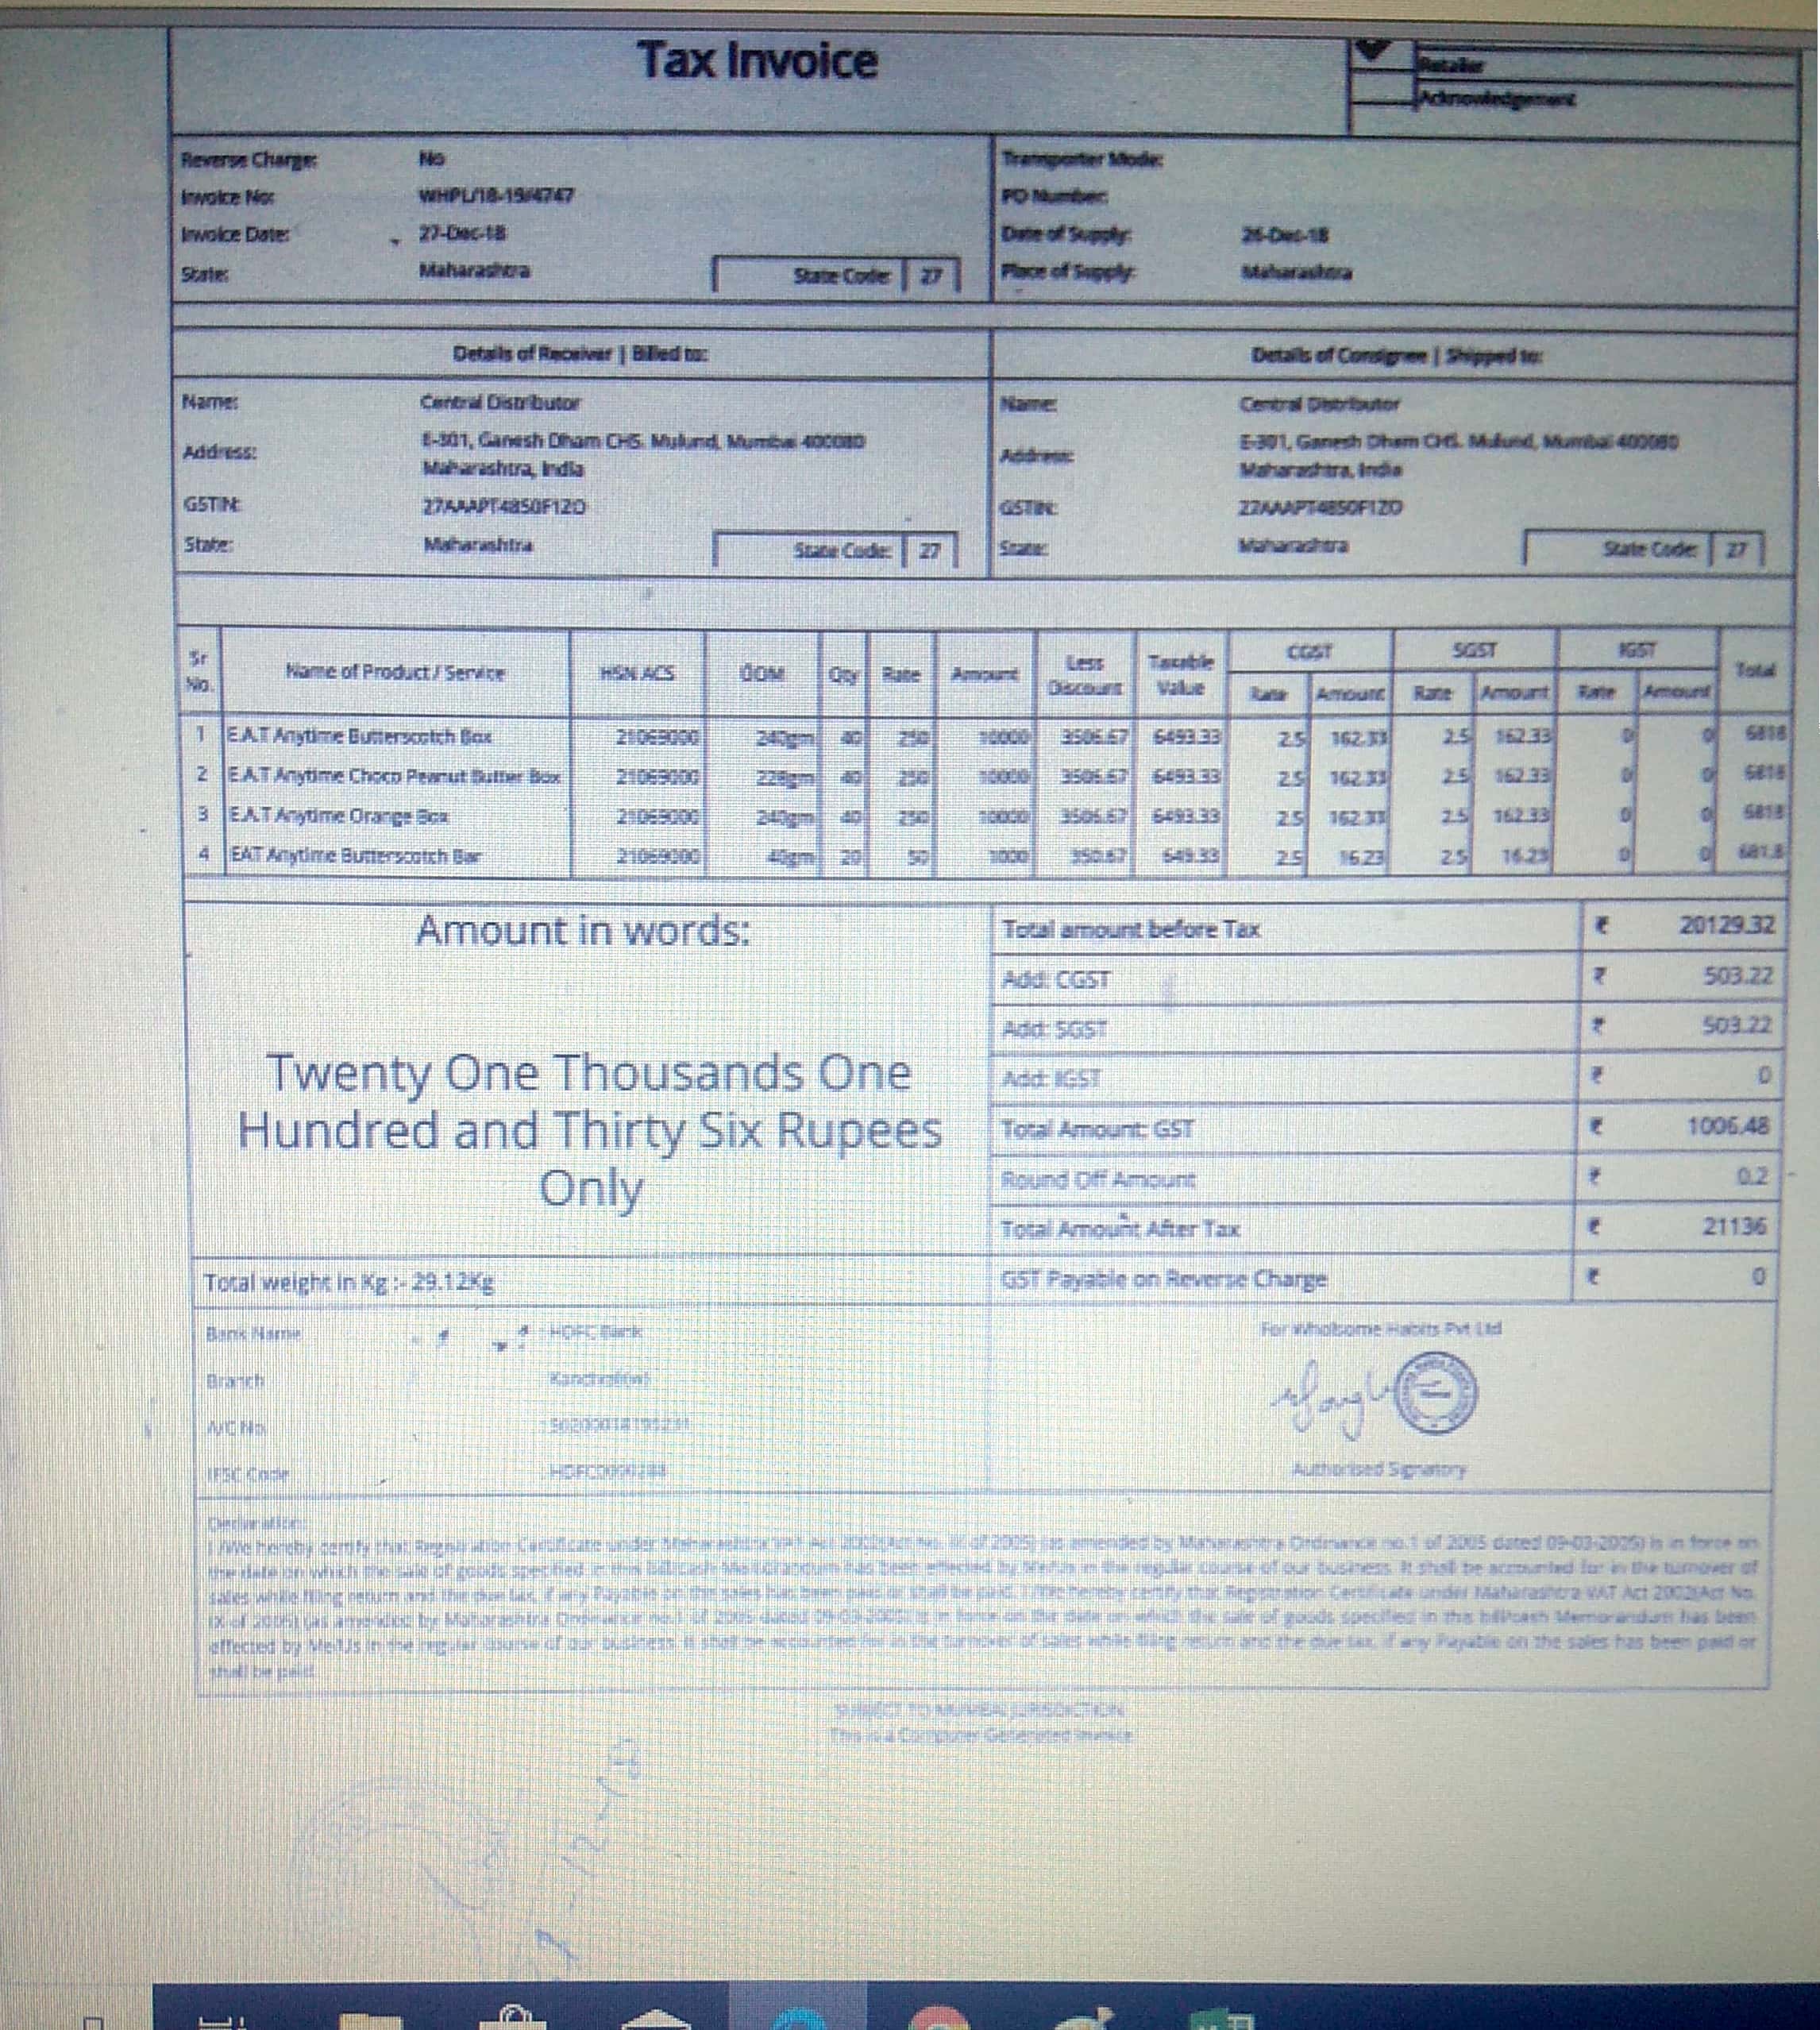 Tax Invoice
Retailer
Acknowledgement
Reverse Charge: No
Invoice No: WHPL/18-19/4747
Invoice Date: 27-Dec-18
State: Maharashtra State Code: 27
Transporter Mode:
PO Number:
Date of Supply: 26-Dec-18
Place of Supply: Maharashtra
Details of Receiver | Billed to:
Name: Central Distributor
Address: E-301, Ganesh Dham CHS. Mulund, Mumbai 400080
Maharashtra, India
GSTIN: 27AAAPT4850F1ZO
State: Maharashtra State Code: 27
Details of Consignee | Shipped to:
Name: Central Distributor
Address: E-301, Ganesh Dham CHS. Mulund, Mumbai 400080
Maharashtra, India
GSTIN: 27AAAPT4850F1ZO
State: Maharashtra State Code: 27
Sr No. Name of Product / Service HSN ACS UOM Qty Rate Amount Less Discount Taxable Value CGST SGST IGST Total
Rate Amount Rate Amount Rate Amount
1 E.A.T Anytime Butterscotch Box 21069000 240gm 40 250 10000 3506.67 6493.33 2.5 162.33 2.5 162.33 0 0 6818
2 E.A.T Anytime Choco Peanut Butter Box 21069000 228gm 40 250 10000 3506.67 6493.33 2.5 162.33 2.5 162.33 0 0 6818
3 E.A.T Anytime Orange Box 21069000 240gm 40 250 10000 3506.67 6493.33 2.5 162.33 2.5 162.33 0 0 6818
4 EAT Anytime Butterscotch Bar 21069000 40gm 20 50 1000 350.67 649.33 2.5 16.23 2.5 16.23 0 0 681.8
Amount in words:
Twenty One Thousands One
Hundred and Thirty Six Rupees
Only
Total amount before Tax ₹ 20129.32
Add: CGST ₹ 503.22
Add: SGST ₹ 503.22
Add: IGST ₹ 0
Total Amount: GST ₹ 1006.48
Round Off Amount ₹ 0.2
Total Amount After Tax ₹ 21136
Total weight in Kg :- 29.12Kg
GST Payable on Reverse Charge ₹ 0
Bank Name : HDFC Bank
Branch
A/C No.
IFSC Code
For Wholsome Habits Pvt Ltd
Authorised Signatory
Declaration:
I /We hereby certify that Registration Certificate under Maharashtra VAT Act 2002(Act No. IX of 2005) (as amended by Maharashtra Ordinance no.1 of 2005 dated 09-03-2005) is in force on
the date on which the sale of goods specified in this bill/cash Memorandum has been effected by Me/Us in the regular course of our business. It shall be accounted for in the turnover of
sales while filing return and the due tax, if any Payable on the sales has been paid or shall be paid. I /We hereby certify that Registration Certificate under Maharashtra VAT Act 2002(Act No.
IX of 2005) (as amended by Maharashtra Ordinance no.1 of 2005 dated 09-03-2005) is in force on the date on which the sale of goods specified in this bill/cash Memorandum has been
effected by Me/Us in the regular course of our business. It shall be accounted for in the turnover of sales while filing return and the due tax, if any Payable on the sales has been paid or
shall be paid.
SUBJECT TO MUMBAI JURISDICTION
This is a Computer Generated Invoice